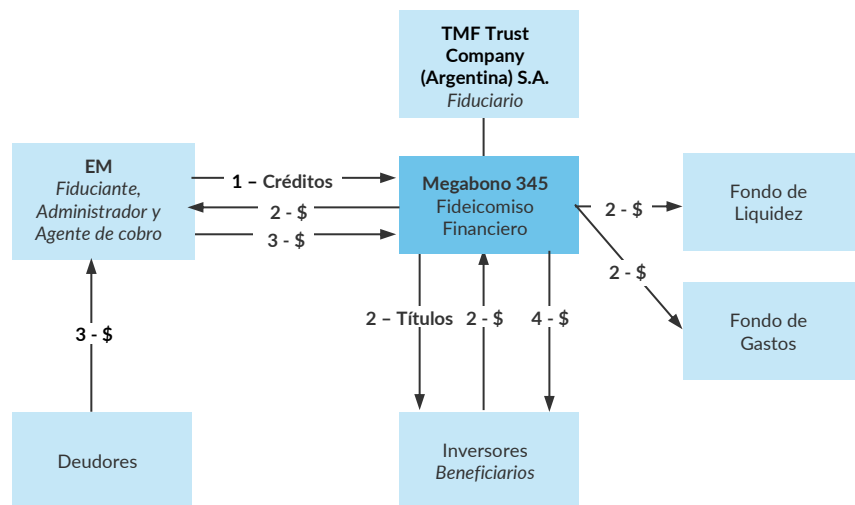 TMF Trust
Company
(Argentina) S.A.
Fiduciario
EM
Fiduciante,
Administrador y
Agente de cobro
1 – Créditos
2 - $
3 - $
Megabono 345
Fideicomiso
Financiero
2 - $
Fondo de
Liquidez
2 - $
Fondo de
Gastos
3 - $
2 – Títulos
2 - $
4 - $
Deudores
Inversores
Beneficiarios